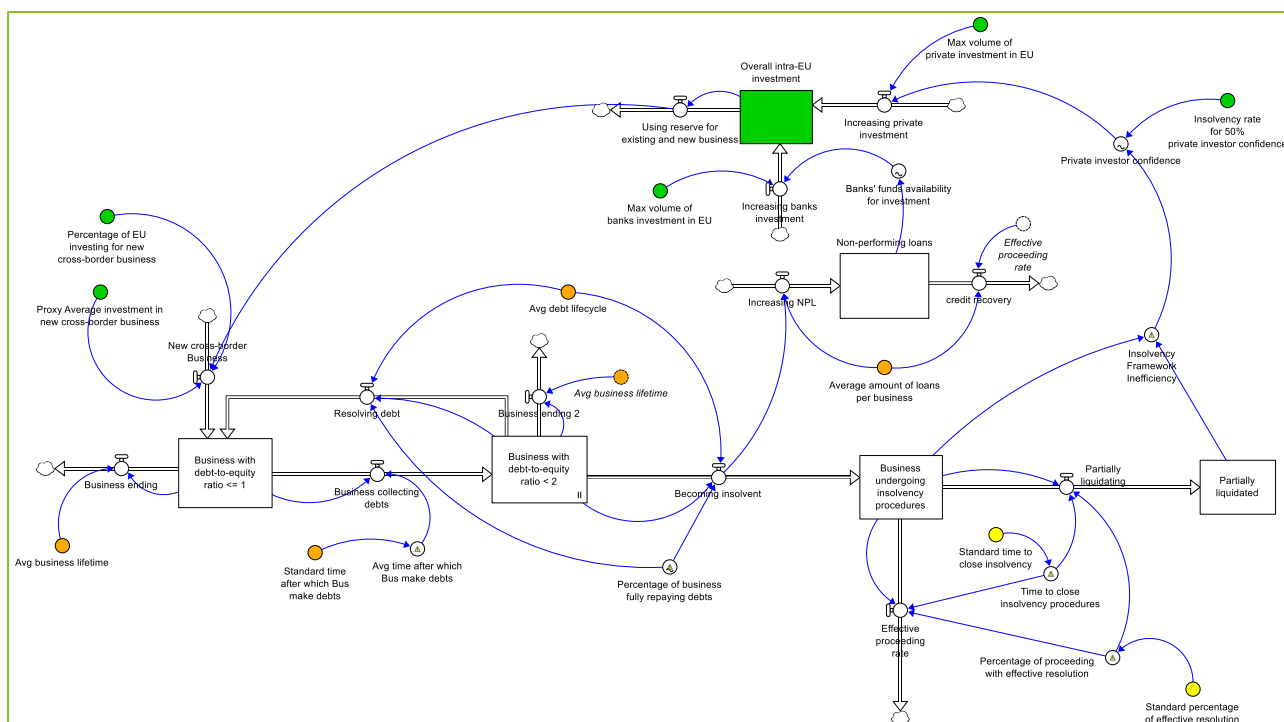 Max volume of
private investment in EU
Overall intra-EU
investment
Using reserve for
existing and new business
Increasing private
investment
Insolvency rate
for 50%
private investor confidence
Private investor confidence
Max volume of
banks investment in EU
Increasing banks
investment
Banks' funds availability
for investment
Percentage of EU
investing for new
cross-border business
Non-performing loans
Effective
proceeding
rate
Increasing NPL
credit recovery
Proxy Average investment in
new cross-border business
Avg debt lifecycle
New cross-border
Business
Insolvency
Framework
Inefficiency
Average amount of loans
per business
Avg business lifetime
Resolving debt
Business ending 2
Business with
debt-to-equity
ratio <= 1
Business with
debt-to-equity
ratio < 2
Business
undergoing
insolvency
procedures
Partially
liquidating
Partially
liquidated
Business ending
Business collecting
debts
Becoming insolvent
Avg business lifetime
Standard time
after which Bus
make debts
Avg time after which
Bus make debts
Percentage of business
fully repaying debts
Standard time to
close insolvency
Time to close
insolvency procedures
Effective
proceeding
rate
Percentage of proceeding
with effective resolution
Standard percentage
of effective resolution